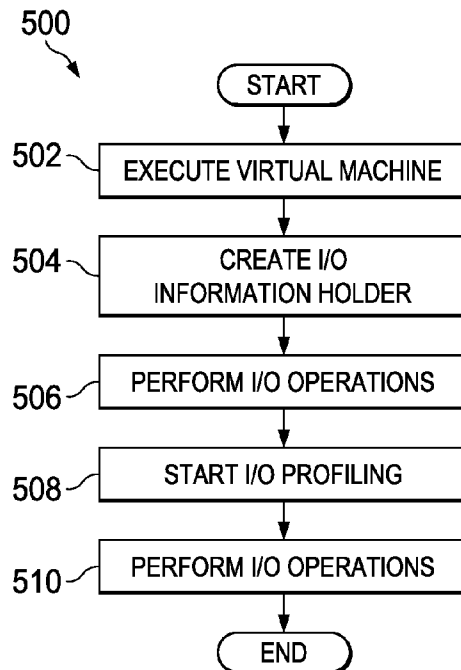 500
START
502
EXECUTE VIRTUAL MACHINE
504
CREATE I/O
INFORMATION HOLDER
506
PERFORM I/O OPERATIONS
508
START I/O PROFILING
510
PERFORM I/O OPERATIONS
END